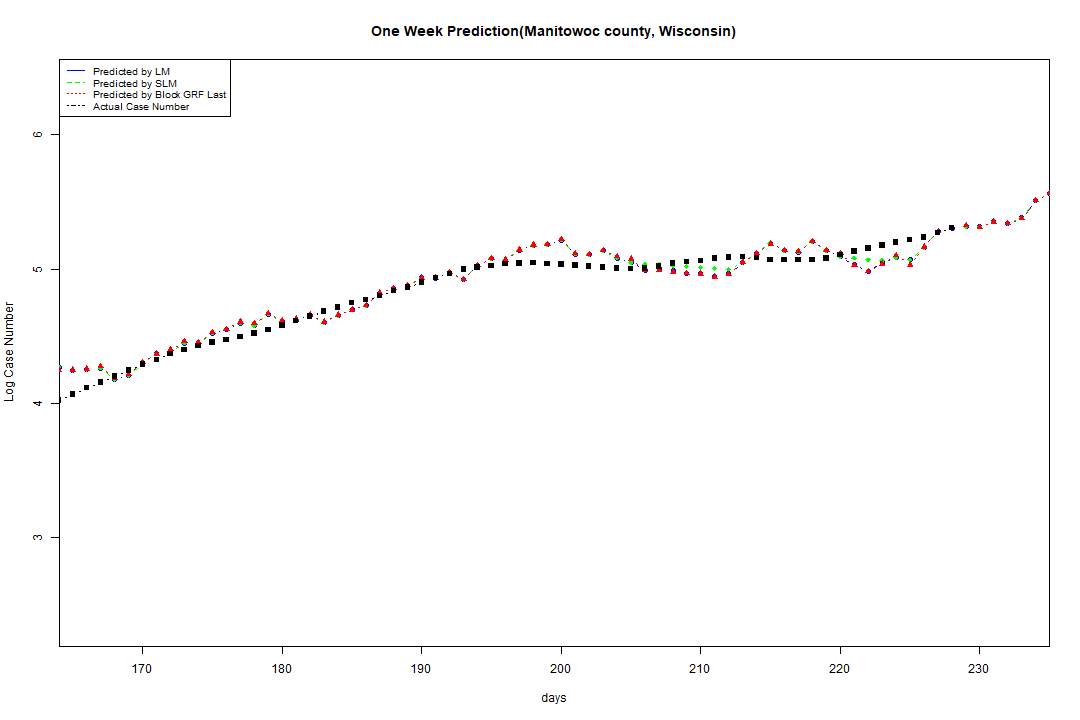 One Week Prediction(Manitowoc county, Wisconsin)
Predicted by LM
Predicted by SLM
Predicted by Block GRF Last
Actual Case Number
6
5
4
3
Log Case Number
170 180 190 200 210 220 230
days